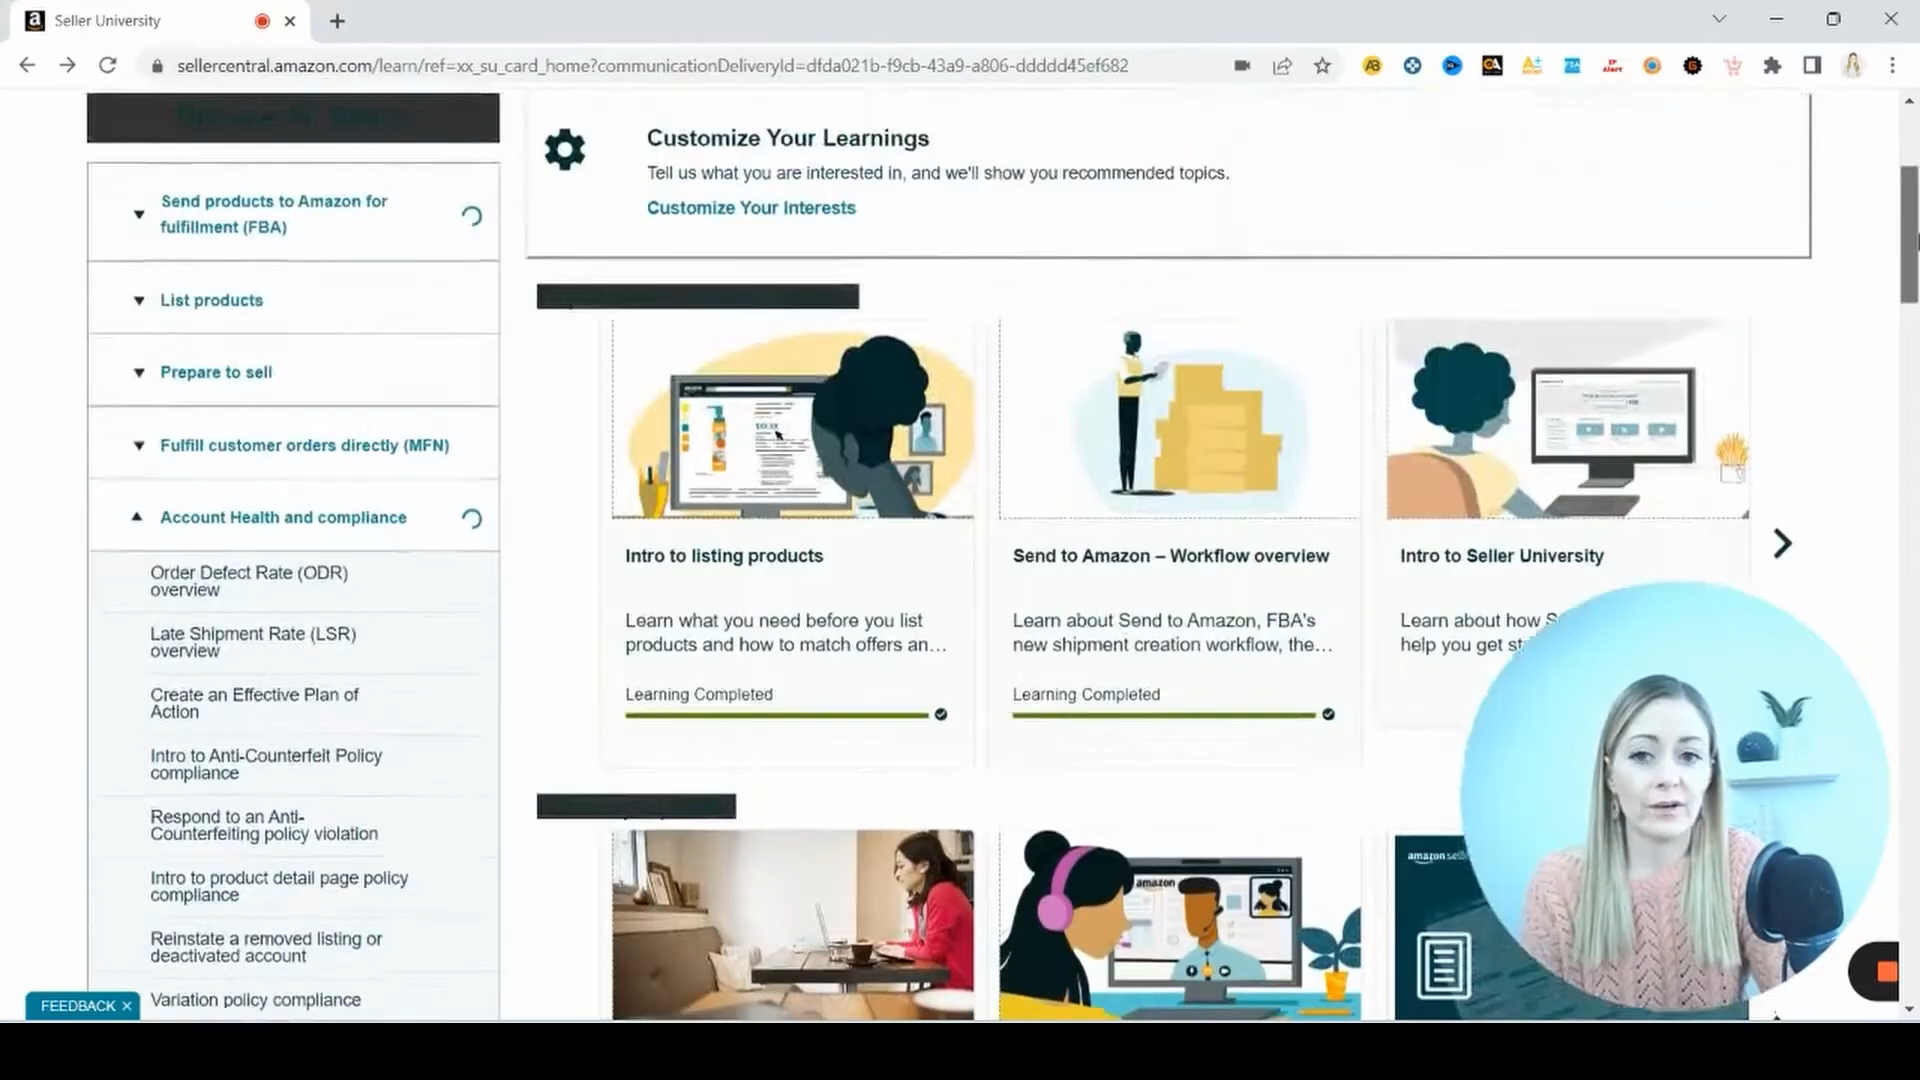 Seller University
sellercentral.amazon.com/learn/ref=xx_su_card_home?communicationDeliveryId=dfda021b-f9cb-43a9-a806-ddddd45ef682
Customize Your Learnings
Tell us what you are interested in, and we'll show you recommended topics.
Customize Your Interests
Send products to Amazon for
fulfillment (FBA)
List products
Prepare to sell
Fulfill customer orders directly (MFN)
Account Health and compliance
Order Defect Rate (ODR)
overview
Late Shipment Rate (LSR)
overview
Create an Effective Plan of
Action
Intro to Anti-Counterfeit Policy
compliance
Respond to an Anti-
Counterfeiting policy violation
Intro to product detail page policy
compliance
Reinstate a removed listing or
deactivated account
Variation policy compliance
FEEDBACK
Intro to listing products
Learn what you need before you list
products and how to match offers an...
Learning Completed
Send to Amazon – Workflow overview
Learn about Send to Amazon, FBA's
new shipment creation workflow, the...
Learning Completed
Intro to Seller University
Learn about how S
help you get st
amazon
amazon sell